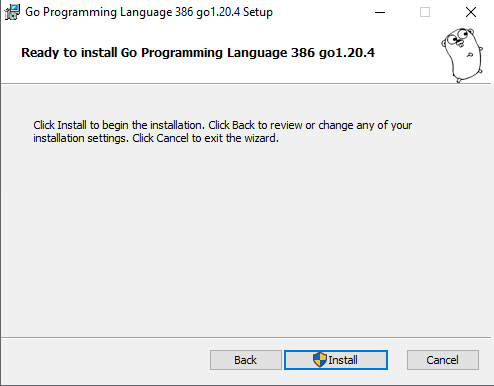 Go Programming Language 386 go1.20.4 Setup
Ready to install Go Programming Language 386 go1.20.4
Click Install to begin the installation. Click Back to review or change any of your
installation settings. Click Cancel to exit the wizard.
Back
Install
Cancel